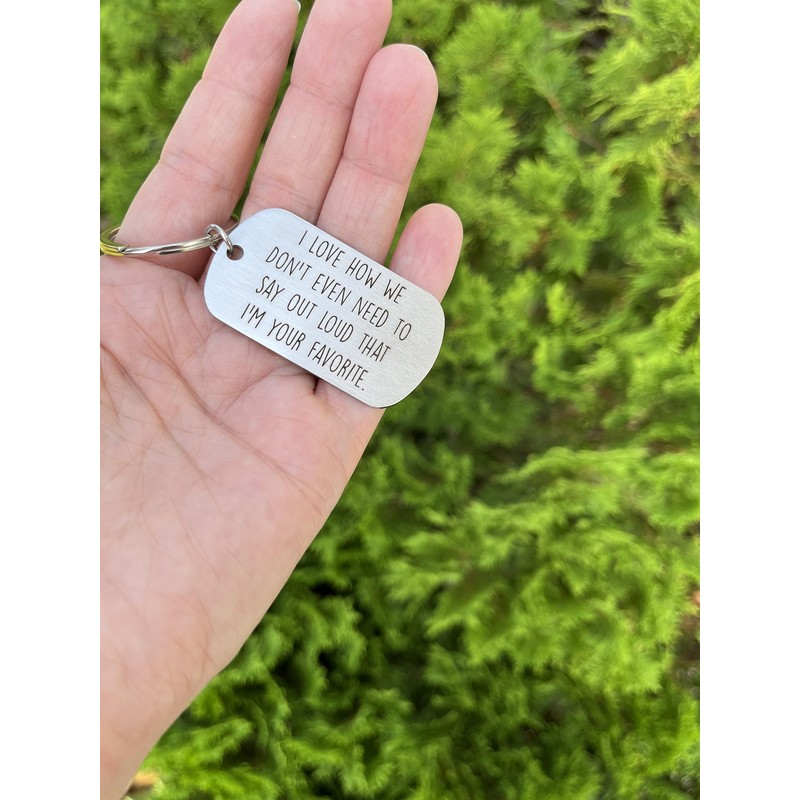 I LOVE HOW WE
DON'T EVEN NEED TO
SAY OUT LOUD THAT
I'M YOUR FAVORITE.